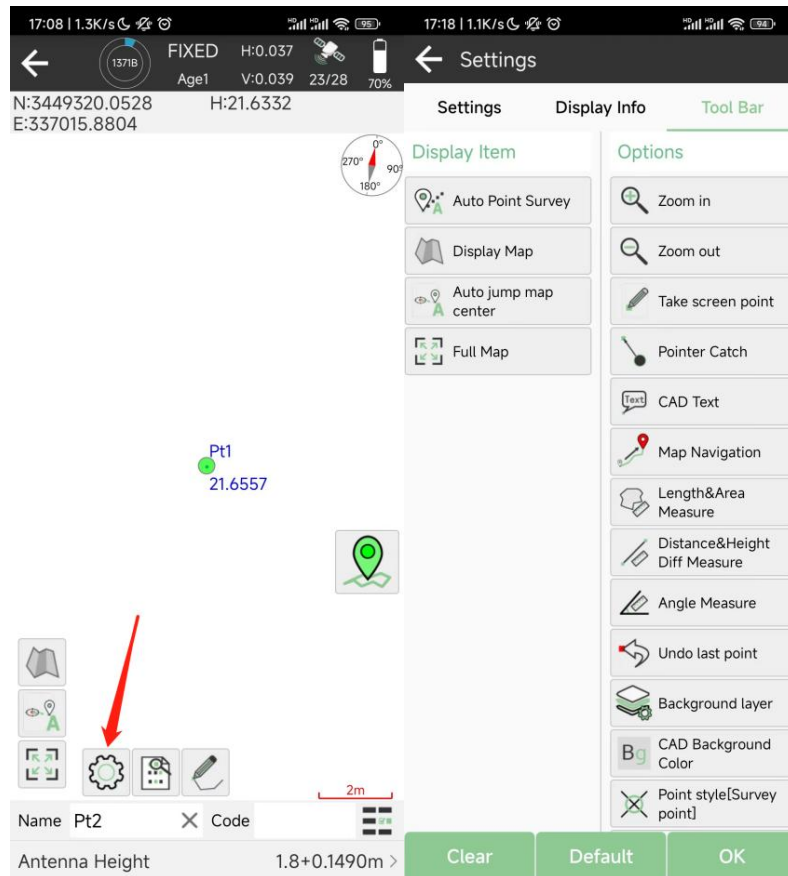 17:08 | 1.3K/s
HD HD 95
1371B
FIXED H:0.037
Age1 V:0.039 23/28 70%
N:3449320.0528 H:21.6332
E:337015.8804
0°
270° 90°
180°
Pt1
21.6557
A
2m
Name Pt2 Code
Antenna Height 1.8+0.1490m >
17:18 | 1.1K/s
HD HD 94
Settings
Settings Display Info Tool Bar
Display Item
Auto Point Survey
Display Map
Auto jump map
center
Full Map
Options
Zoom in
Zoom out
Take screen point
Pointer Catch
Text CAD Text
Map Navigation
Length&Area
Measure
Distance&Height
Diff Measure
Angle Measure
Undo last point
Background layer
Bg CAD Background
Color
Point style[Survey
point]
Clear Default OK